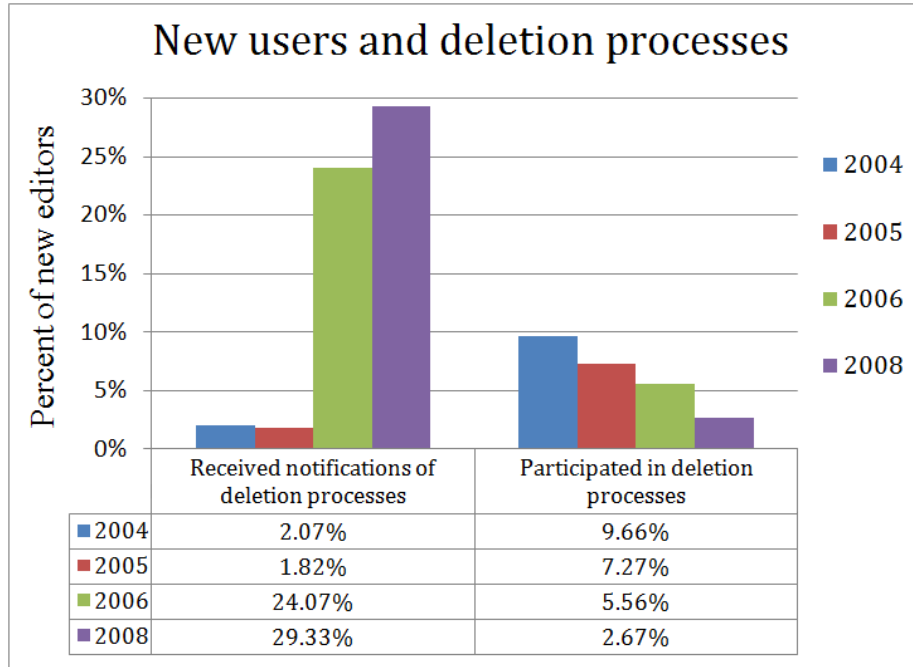 New users and deletion processes
Percent of new editors
30%
25%
20%
15%
10%
5%
0%
2004
2005
2006
2008
Received notifications of deletion processes
Participated in deletion processes
2004 2.07% 9.66%
2005 1.82% 7.27%
2006 24.07% 5.56%
2008 29.33% 2.67%